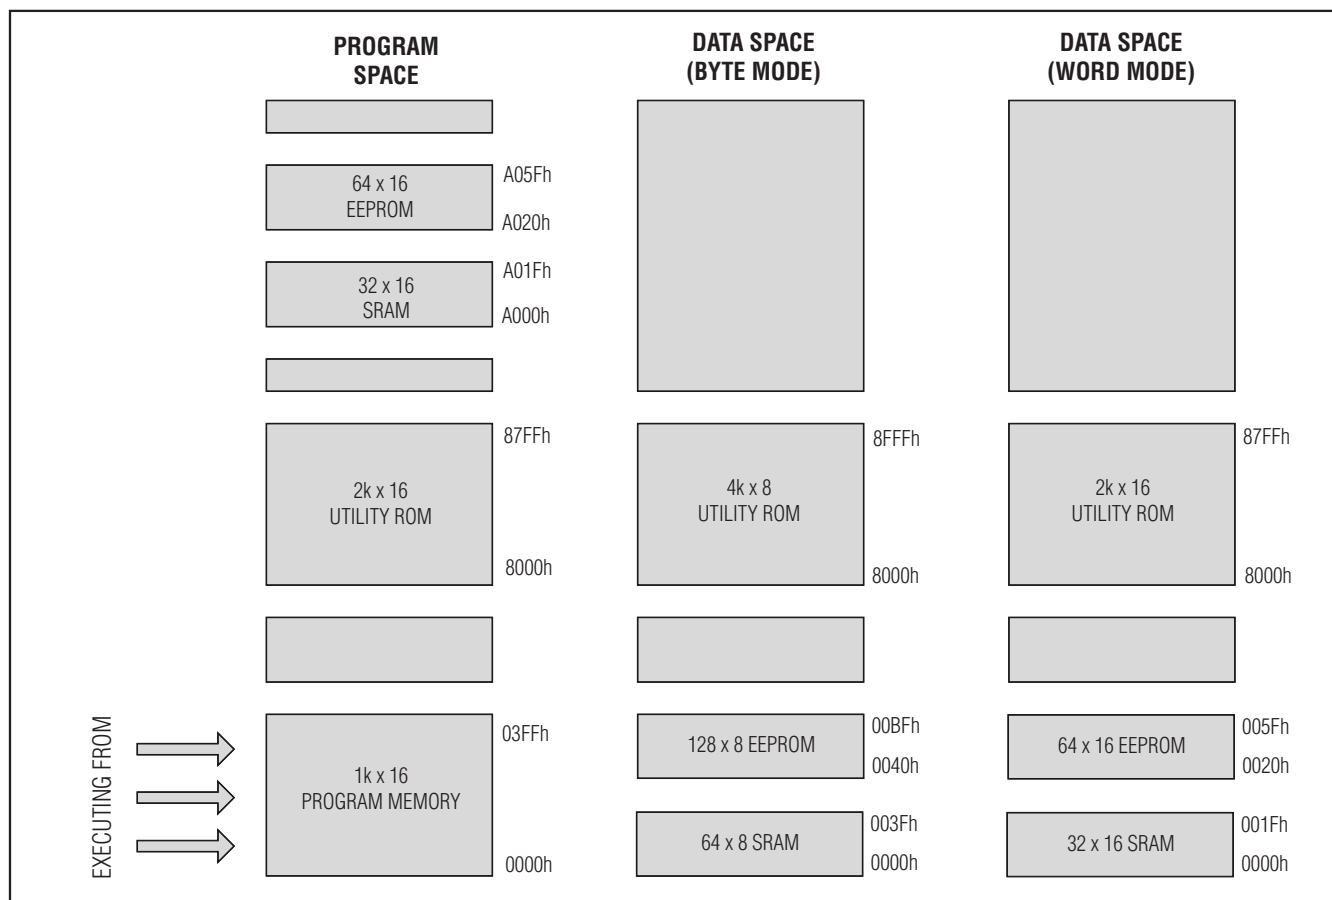 PROGRAM
SPACE
DATA SPACE
(BYTE MODE)
DATA SPACE
(WORD MODE)
64 x 16
EEPROM
A05Fh
A020h
32 x 16
SRAM
A01Fh
A000h
2k x 16
UTILITY ROM
87FFh
8000h
4k x 8
UTILITY ROM
8FFFh
8000h
2k x 16
UTILITY ROM
87FFh
8000h
EXECUTING FROM
1k x 16
PROGRAM MEMORY
03FFh
0000h
128 x 8 EEPROM
00BFh
0040h
64 x 8 SRAM
003Fh
0000h
64 x 16 EEPROM
005Fh
0020h
32 x 16 SRAM
001Fh
0000h